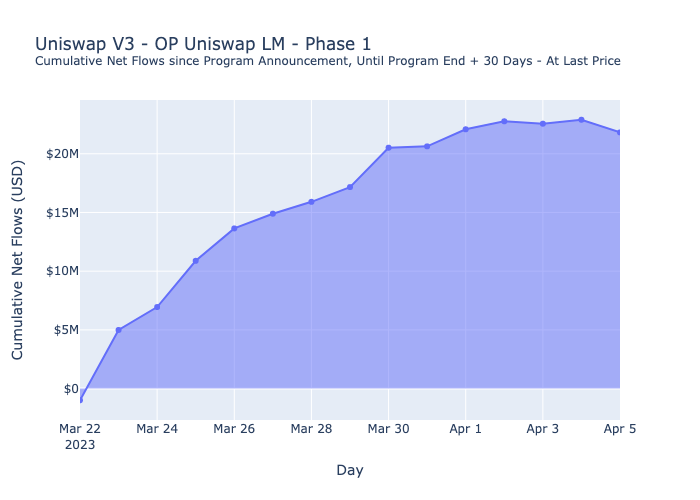 Uniswap V3 - OP Uniswap LM - Phase 1
Cumulative Net Flows since Program Announcement, Until Program End + 30 Days - At Last Price
Cumulative Net Flows (USD)
$20M
$15M
$10M
$5M
$0
Mar 22 Mar 24 Mar 26 Mar 28 Mar 30 Apr 1 Apr 3 Apr 5
2023
Day